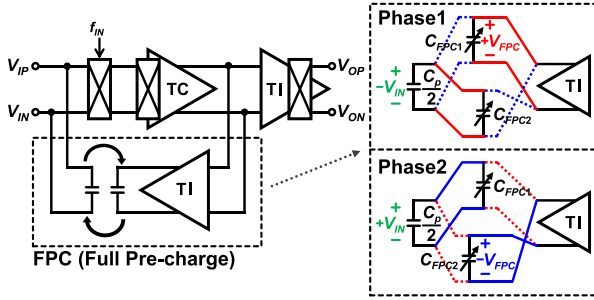 f_IN
V_IP
V_IN
TC
TI
V_OP
V_ON
TI
FPC (Full Pre-charge)
Phase1
C_FPC1
+
+V_FPC
−
+
−V_IN
−
C_p
2
C_FPC2
TI
Phase2
C_FPC1
+
+V_IN
−
C_p
2
C_FPC2
+
−V_FPC
−
TI